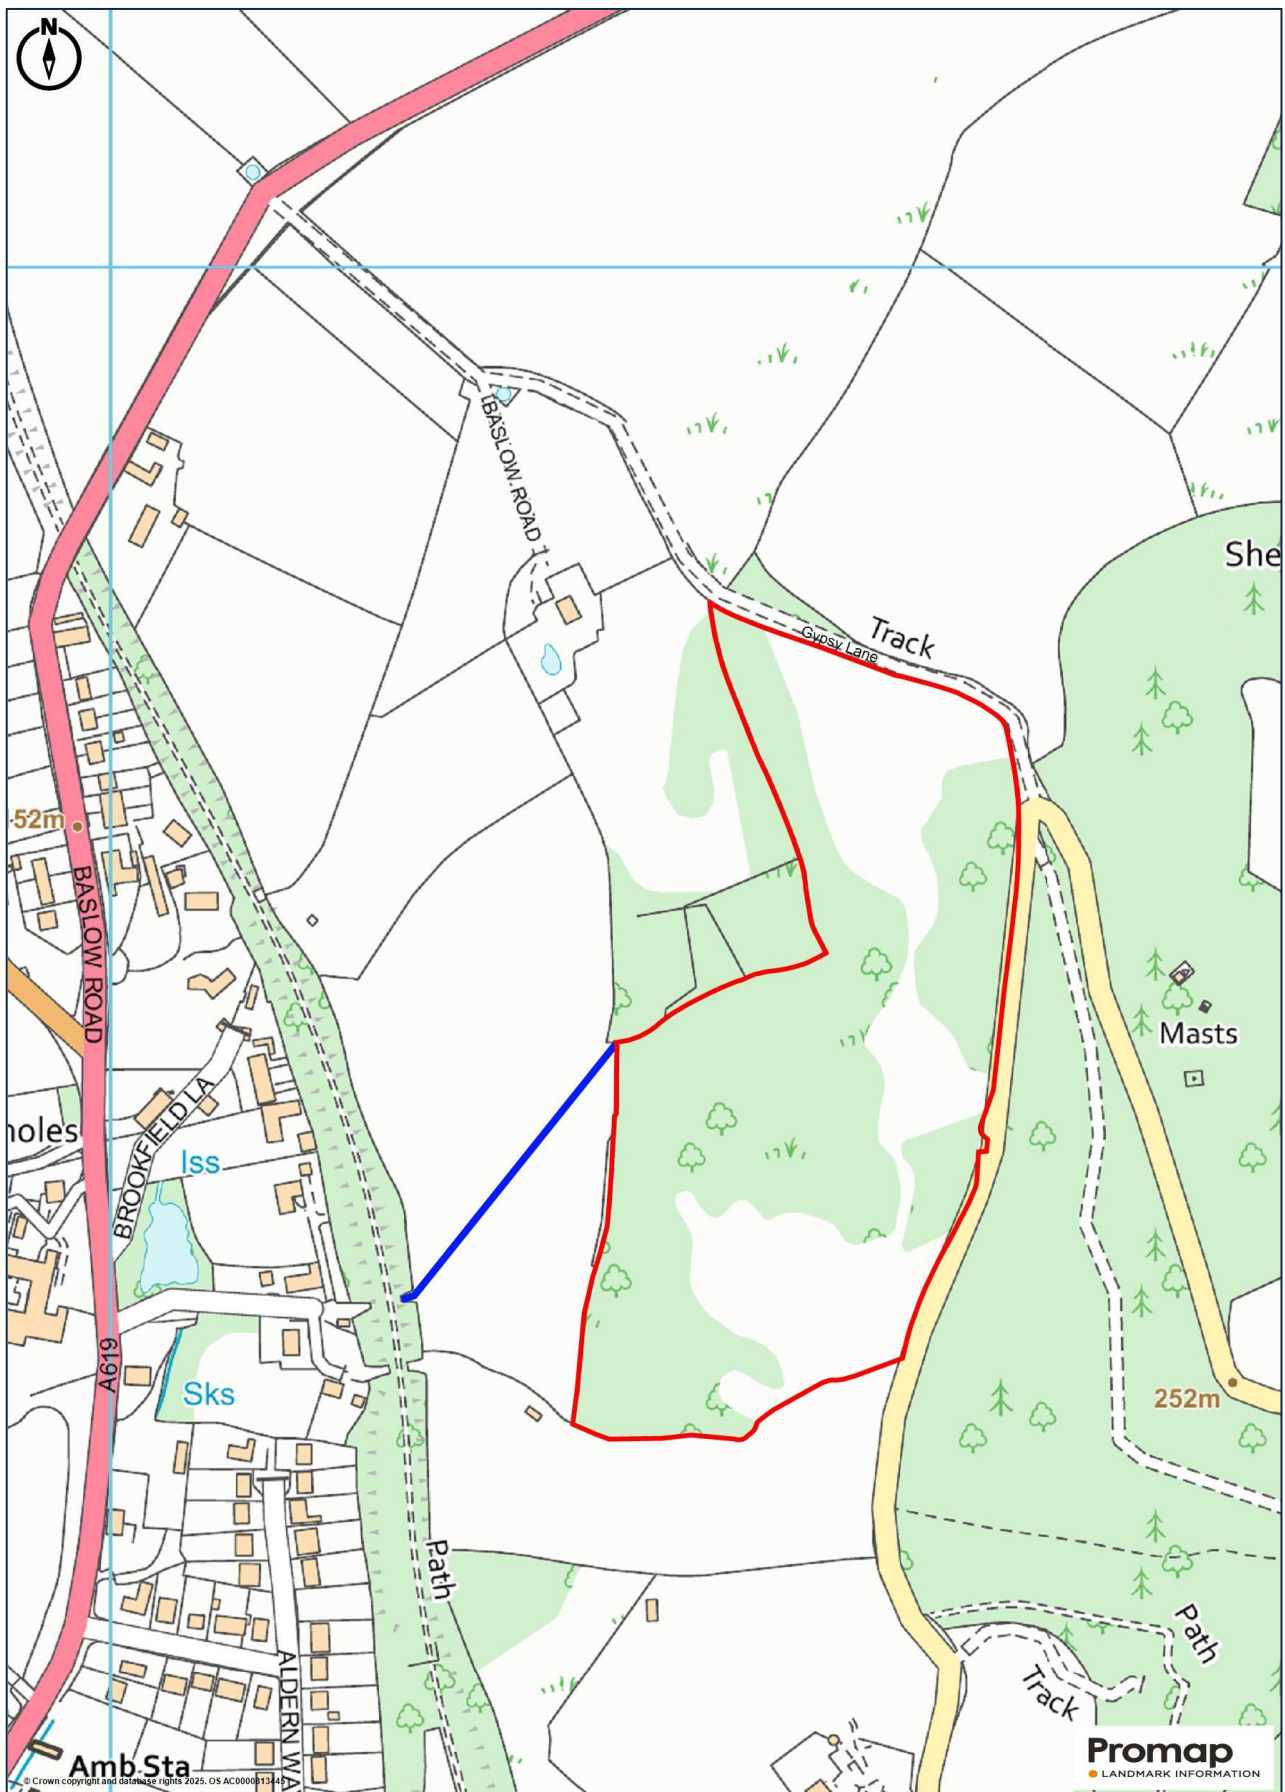 N
BASLOW ROAD
She
Track
Gypsy Lane
52m
BASLOW ROAD
Masts
holes
BROOKFIELD LA
Iss
A619
Sks
252m
Path
Path
ALDERN WA
Track
Amb Sta
© Crown copyright and database rights 2025. OS AC0000813445
Promap
LANDMARK INFORMATION